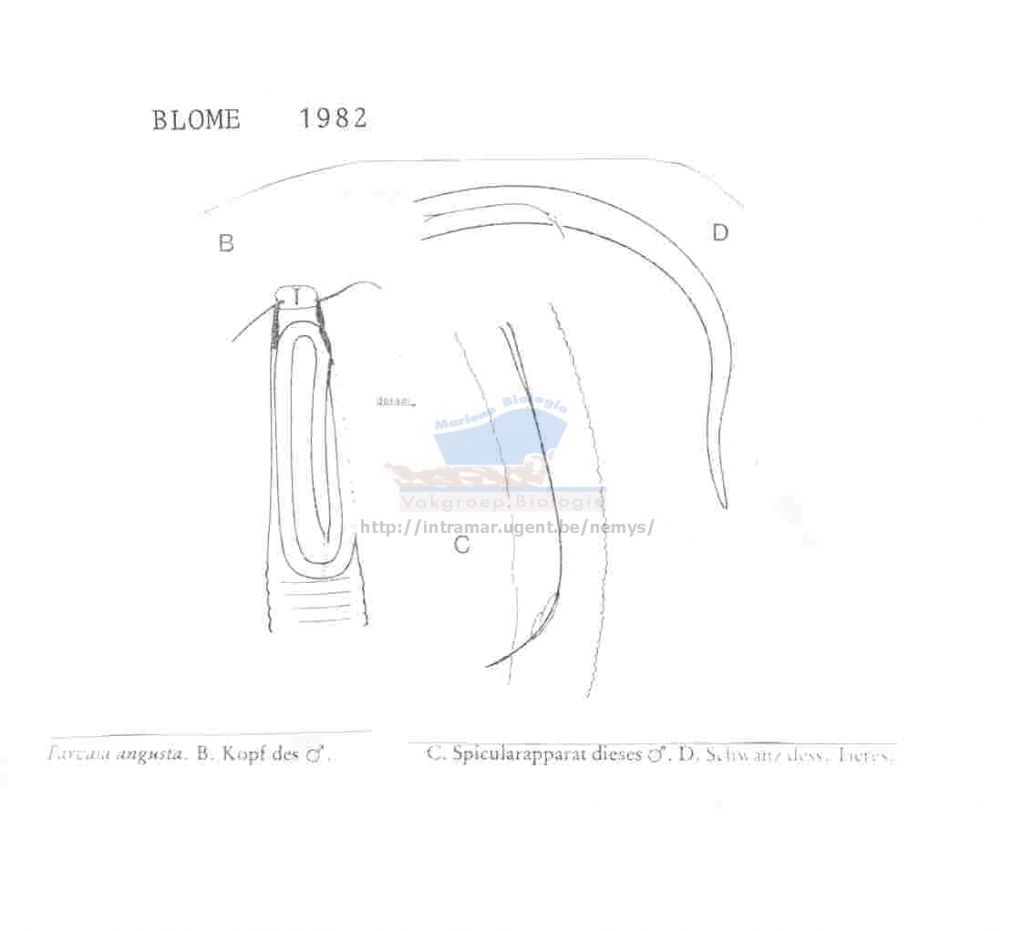 BLOME 1982
B
D
dorsal
Mariene Biologie
Vakgroep Biologie
http://intramar.ugent.be/nemys/
C
angusta. B. Kopf des ♂.
C. Spicularapparat dieses ♂. D. Schwanz dess. Tieres.